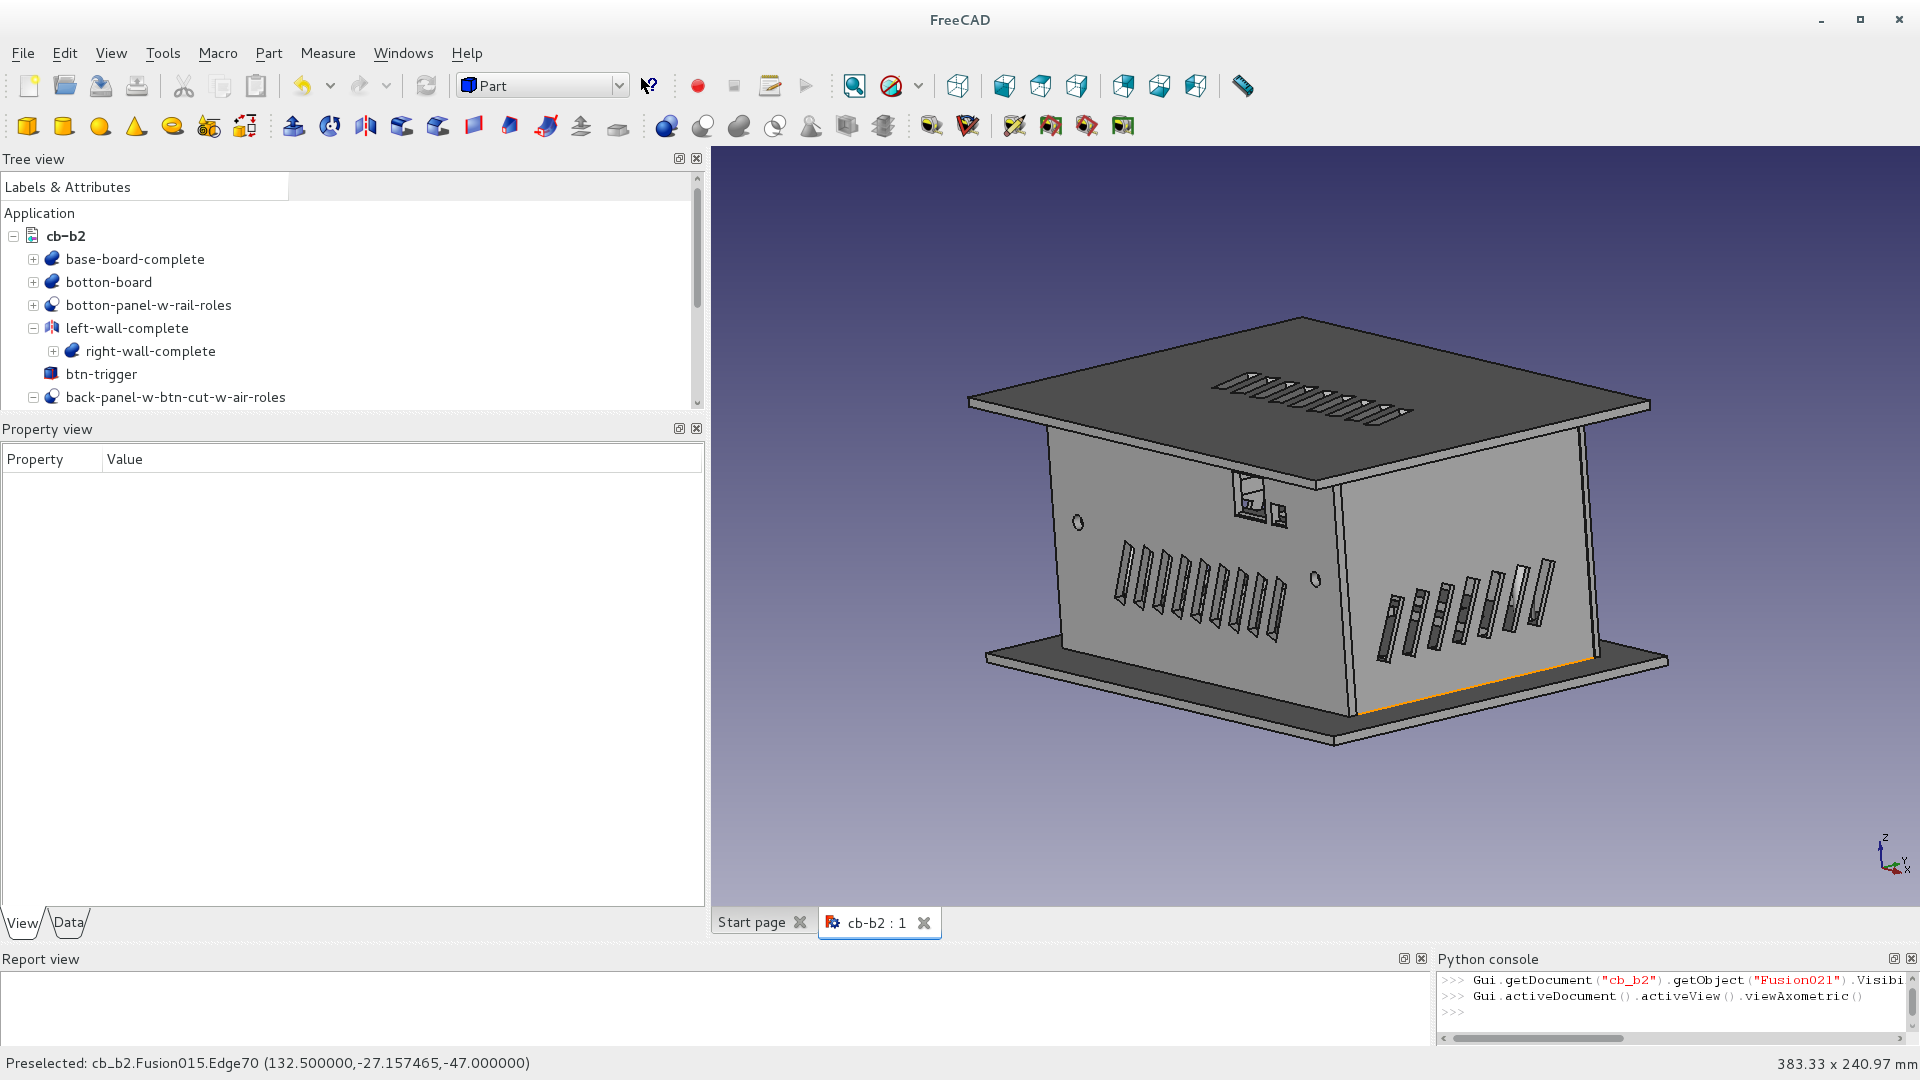 FreeCAD
File Edit View Tools Macro Part Measure Windows Help
Part
Tree view
Labels & Attributes
Application
cb-b2
base-board-complete
botton-board
botton-panel-w-rail-roles
left-wall-complete
right-wall-complete
btn-trigger
back-panel-w-btn-cut-w-air-roles
Property view
Property Value
View Data
Z
Y
X
Start page cb-b2 : 1
Report view
Python console
>>> Gui.getDocument("cb_b2").getObject("Fusion021").Visibi
>>> Gui.activeDocument().activeView().viewAxometric()
>>>
Preselected: cb_b2.Fusion015.Edge70 (132.500000,-27.157465,-47.000000)
383.33 x 240.97 mm